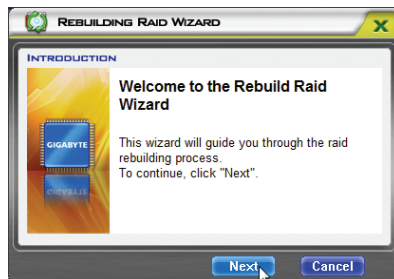 REBUILDING RAID WIZARD
X
INTRODUCTION
Welcome to the Rebuild Raid
Wizard
GIGABYTE
This wizard will guide you through the raid
rebuilding process.
To continue, click "Next".
Next
Cancel